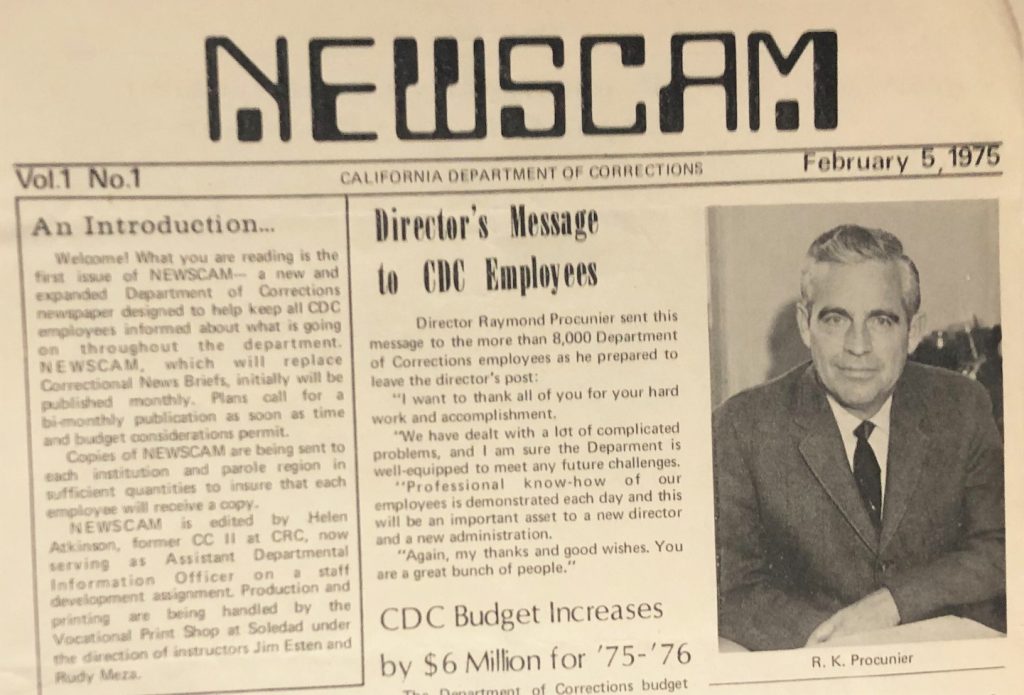 NEWSCAM
Vol.1 No.1
CALIFORNIA DEPARTMENT OF CORRECTIONS
February 5, 1975
An Introduction...
Welcome! What you are reading is the
first issue of NEWSCAM— a new and
expanded Department of Corrections
newspaper designed to help keep all CDC
employees informed about what is going
on throughout the department.
NEWSCAM, which will replace
Correctional News Briefs, initially will be
published monthly. Plans call for a
bi-monthly publication as soon as time
and budget considerations permit.
Copies of NEWSCAM are being sent to
each institution and parole region in
sufficient quantities to insure that each
employee will receive a copy.
NEWSCAM is edited by Helen
Atkinson, former CC II at CRC, now
serving as Assistant Departmental
Information Officer on a staff
development assignment. Production and
printing are being handled by the
Vocational Print Shop at Soledad under
the direction of instructors Jim Esten and
Rudy Meza.
Director's Message
to CDC Employees
Director Raymond Procunier sent this
message to the more than 8,000 Department
of Corrections employees as he prepared to
leave the director's post:
"I want to thank all of you for your hard
work and accomplishment.
"We have dealt with a lot of complicated
problems, and I am sure the Deparment is
well-equipped to meet any future challenges.
"Professional know-how of our
employees is demonstrated each day and this
will be an important asset to a new director
and a new administration.
"Again, my thanks and good wishes. You
are a great bunch of people."
CDC Budget Increases
by $6 Million for '75-'76
The Department of Corrections budget
R. K. Procunier